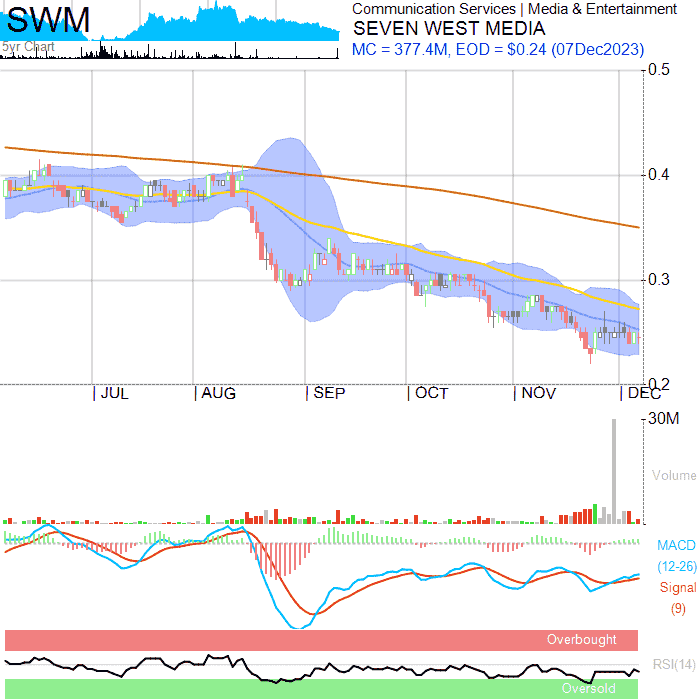 SWM
5yr Chart
Communication Services | Media & Entertainment
SEVEN WEST MEDIA
MC = 377.4M, EOD = $0.24 (07Dec2023)
0.5
0.4
0.3
0.2
JUL AUG SEP OCT NOV DEC
30M
Volume
MACD
(12-26)
Signal
(9)
Overbought
RSI(14)
Oversold